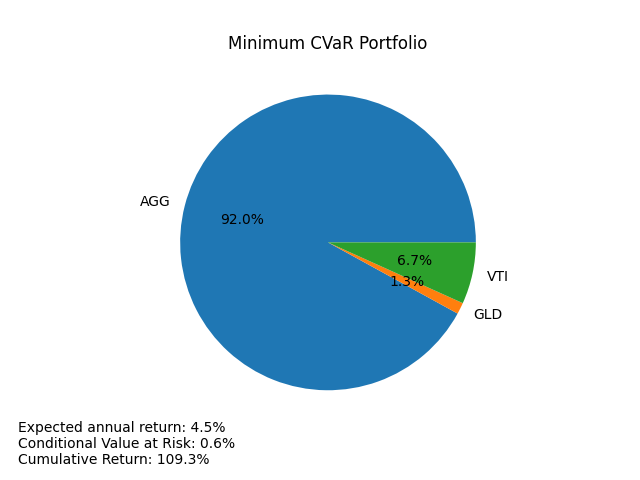 Minimum CVaR Portfolio
AGG
92.0%
6.7%
VTI
1.3%
GLD
Expected annual return: 4.5%
Conditional Value at Risk: 0.6%
Cumulative Return: 109.3%